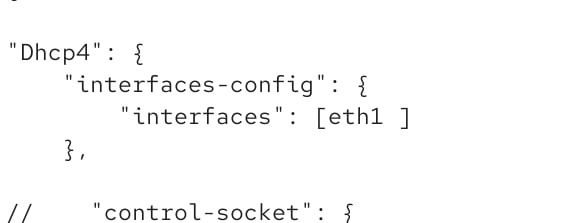 "Dhcp4": {
    "interfaces-config": {
        "interfaces": [eth1 ]
    },
//    "control-socket": {